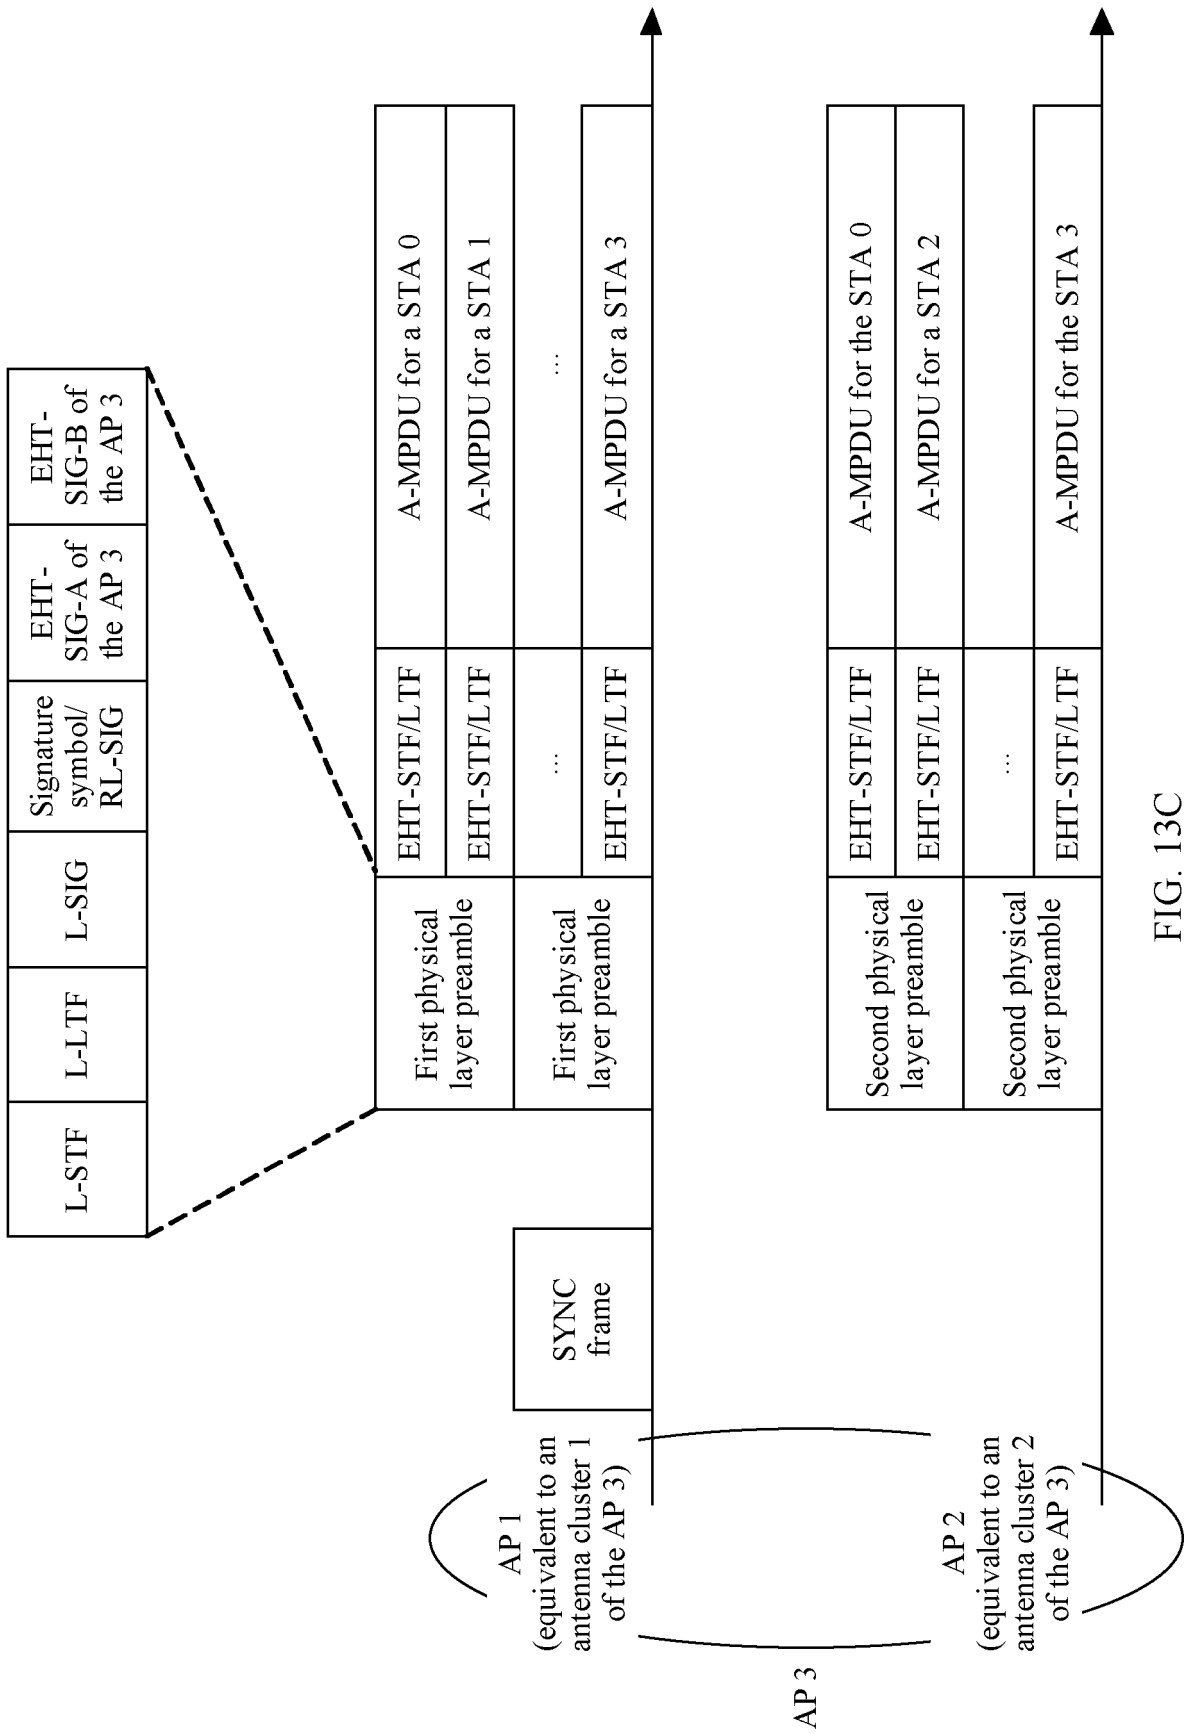 L-STF
L-LTF
L-SIG
Signature
symbol/
RL-SIG
EHT-
SIG-A of
the AP 3
EHT-
SIG-B of
the AP 3
AP 3
AP 1
(equivalent to an
antenna cluster 1
of the AP 3)
SYNC
frame
First physical
layer preamble
First physical
layer preamble
EHT-STF/LTF
A-MPDU for a STA 0
EHT-STF/LTF
A-MPDU for a STA 1
...
...
EHT-STF/LTF
A-MPDU for a STA 3
AP 2
(equivalent to an
antenna cluster 2
of the AP 3)
Second physical
layer preamble
Second physical
layer preamble
EHT-STF/LTF
A-MPDU for the STA 0
EHT-STF/LTF
A-MPDU for a STA 2
...
EHT-STF/LTF
A-MPDU for the STA 3
FIG. 13C